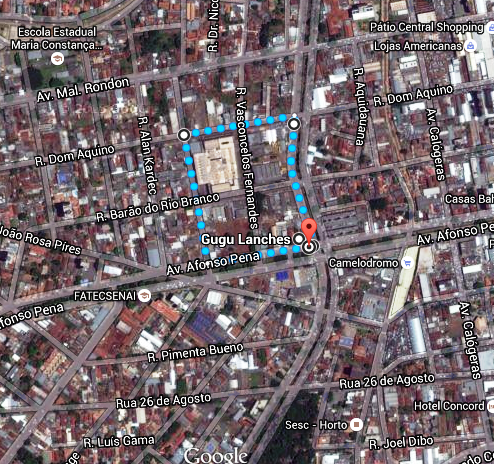 Escola Estadual
Maria Constança...
R. Dr. Nico
Pátio Central Shopping
Lojas Americanas
Av. Mal. Rondon
R. Dom Aquino
R. Aquidauana
Av. Calógeras
R. Vasconcelos Fernandes
R. Alan Kardec
R. Dom Aquino
R. Barão do Rio Branco
Casas Bah
João Rosa Pires
Gugu Lanches
Av. Afonso Pe
Av. Afonso Pena
Camelodromo
FATECSENAI
Afonso Pena
Av. Calógeras
R. Pimenta Bueno
Rua 26 de Agosto
Rua 26 de Agosto
Hotel Concord
Sesc - Horto
R. Luís Gama
R. Joel Dibo
Google